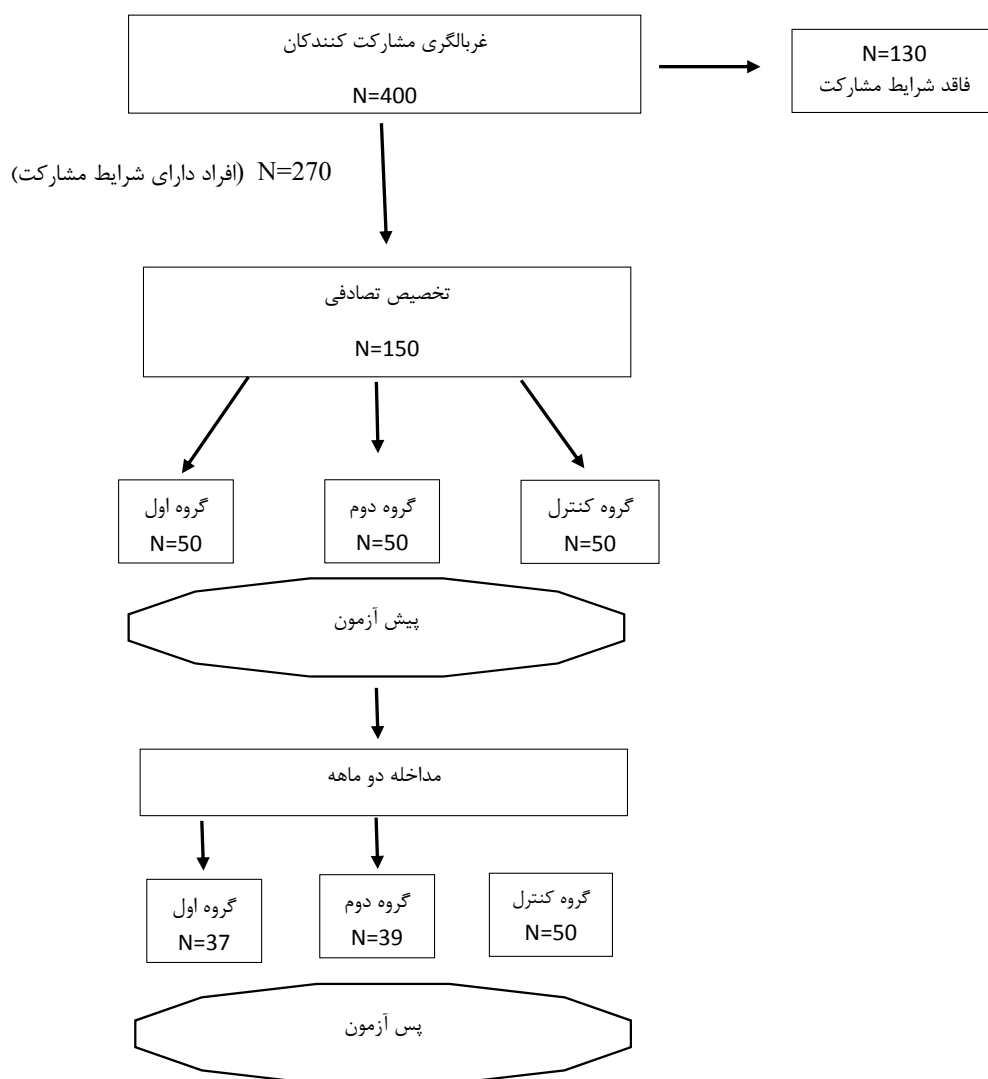 غربالگری مشارکت کنندکان
N=400
N=130
فاقد شرایط مشارکت
N=270 (افراد دارای شرایط مشارکت)
تخصیص تصادفی
N=150
گروه اول
N=50
گروه دوم
N=50
گروه کنترل
N=50
پیش آزمون
مداخله دو ماهه
گروه اول
N=37
گروه دوم
N=39
گروه کنترل
N=50
پس آزمون